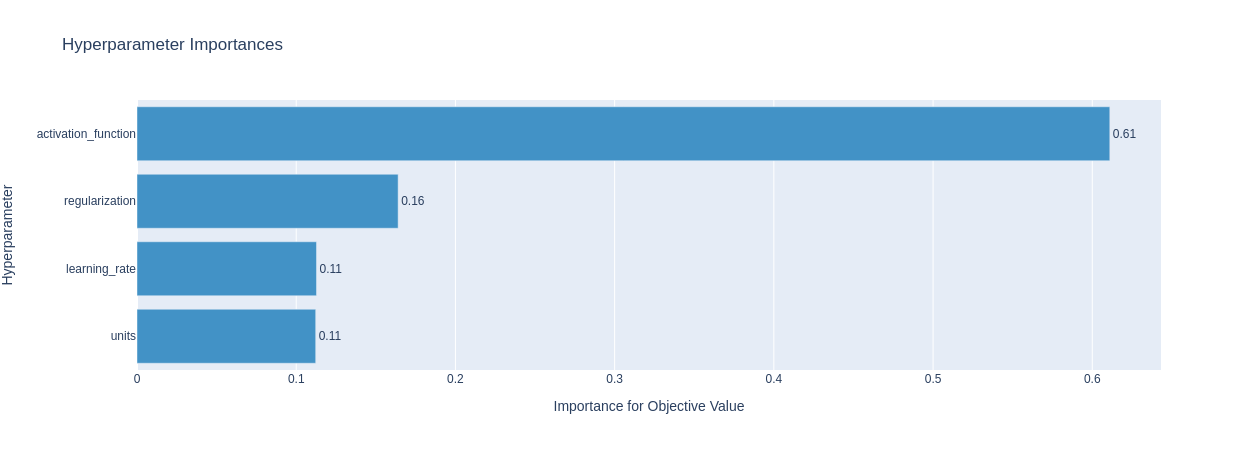 Hyperparameter Importances
Hyperparameter
activation_function 0.61
regularization 0.16
learning_rate 0.11
units 0.11
0 0.1 0.2 0.3 0.4 0.5 0.6
Importance for Objective Value